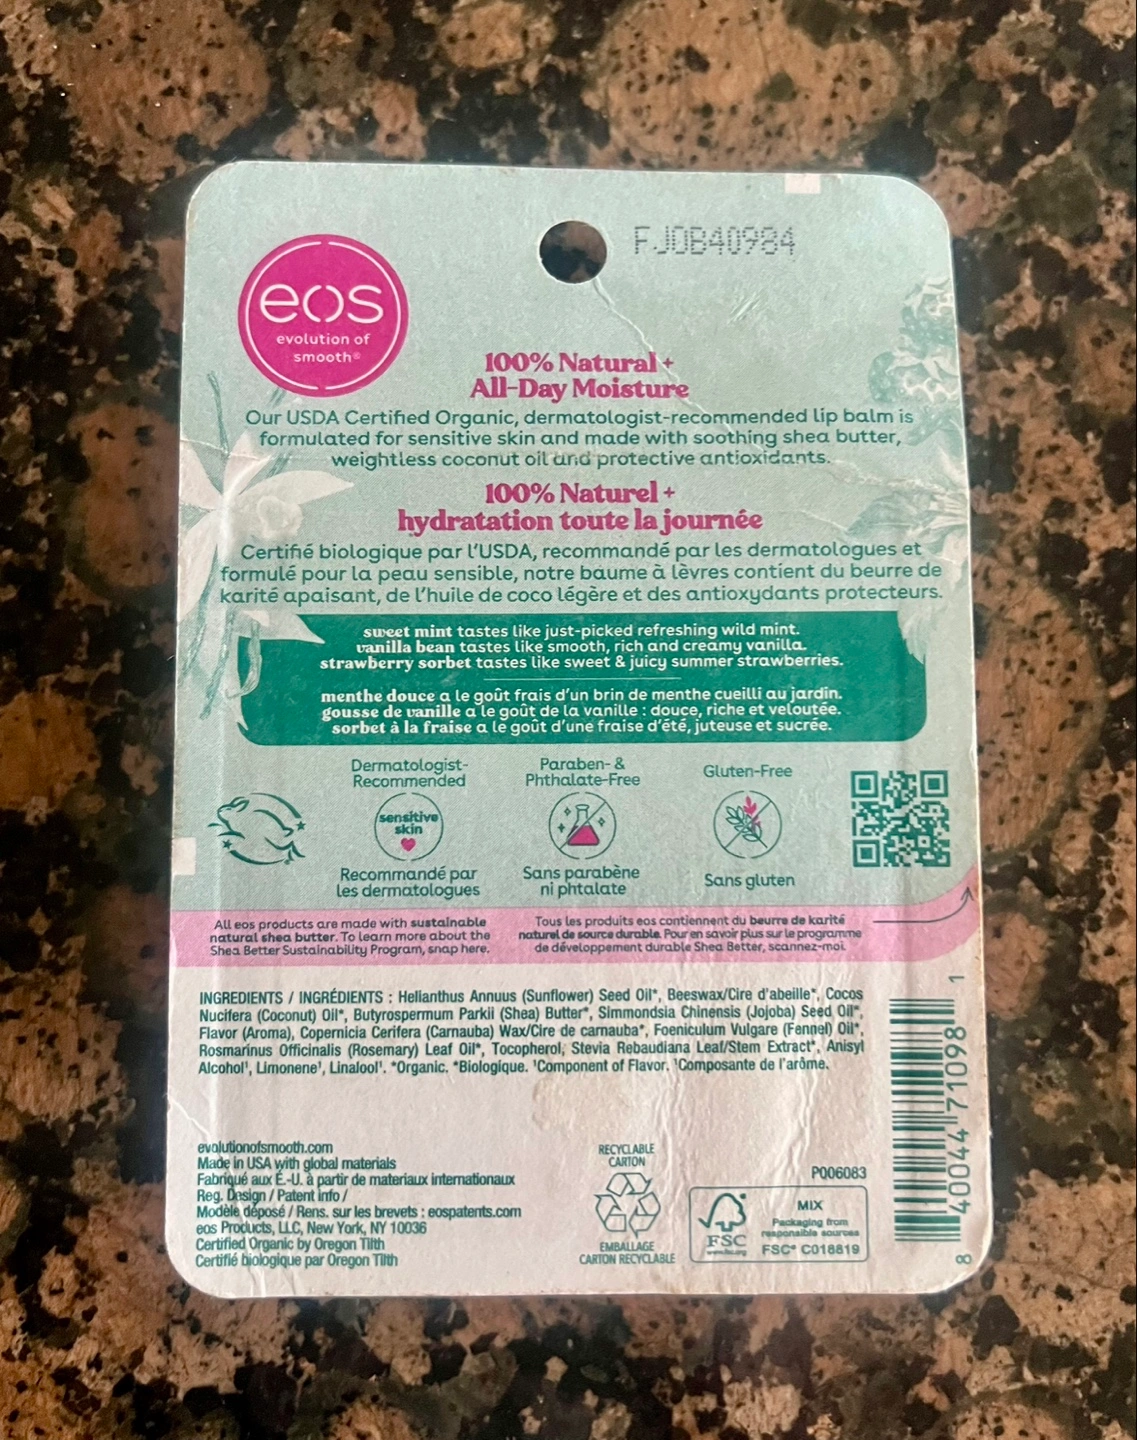 FJOB40984
eos
evolution of
smooth®
100% Natural +
All-Day Moisture
Our USDA Certified Organic, dermatologist-recommended lip balm is
formulated for sensitive skin and made with soothing shea butter,
weightless coconut oil and protective antioxidants.
100% Naturel +
hydratation toute la journée
Certifié biologique par l'USDA, recommandé par les dermatologues et
formulé pour la peau sensible, notre baume à lèvres contient du beurre de
karité apaisant, de l'huile de coco légère et des antioxydants protecteurs.
sweet mint tastes like just-picked refreshing wild mint.
vanilla bean tastes like smooth, rich and creamy vanilla.
strawberry sorbet tastes like sweet & juicy summer strawberries.
menthe douce a le goût frais d'un brin de menthe cueilli au jardin.
gousse de vanille a le goût de la vanille : douce, riche et veloutée.
sorbet à la fraise a le goût d'une fraise d'été, juteuse et sucrée.
Dermatologist-
Recommended
sensitive
skin
Recommandé par
les dermatologues
Paraben- &
Phthalate-Free
Sans parabène
ni phtalate
Gluten-Free
Sans gluten
All eos products are made with sustainable
natural shea butter. To learn more about the
Shea Better Sustainability Program, snap here.
Tous les produits eos contiennent du beurre de karité
naturel de source durable. Pour en savoir plus sur le programme
de développement durable Shea Better, scannez-moi.
INGREDIENTS / INGRÉDIENTS : Helianthus Annuus (Sunflower) Seed Oil*, Beeswax/Cire d'abeille*, Cocos
Nucifera (Coconut) Oil*, Butyrospermum Parkii (Shea) Butter*, Simmondsia Chinensis (Jojoba) Seed Oil*,
Flavor (Aroma), Copernicia Cerifera (Carnauba) Wax/Cire de carnauba*, Foeniculum Vulgare (Fennel) Oil*,
Rosmarinus Officinalis (Rosemary) Leaf Oil*, Tocopherol, Stevia Rebaudiana Leaf/Stem Extract*, Anisyl
Alcohol¹, Limonene¹, Linalool¹. *Organic. *Biologique. ¹Component of Flavor. ¹Composante de l'arôme.
evolutionofsmooth.com
Made in USA with global materials
Fabriqué aux É.-U. à partir de materiaux internationaux
Reg. Design / Patent info /
Modèle déposé / Rens. sur les brevets : eospatents.com
eos Products, LLC, New York, NY 10036
Certified Organic by Oregon Tilth
Certifié biologique par Oregon Tilth
RECYCLABLE
CARTON
EMBALLAGE
CARTON RECYCLABLE
P006083
FSC
www.fsc.org
MIX
Packaging from
responsible sources
FSC® C018819
8 40044 71098 1